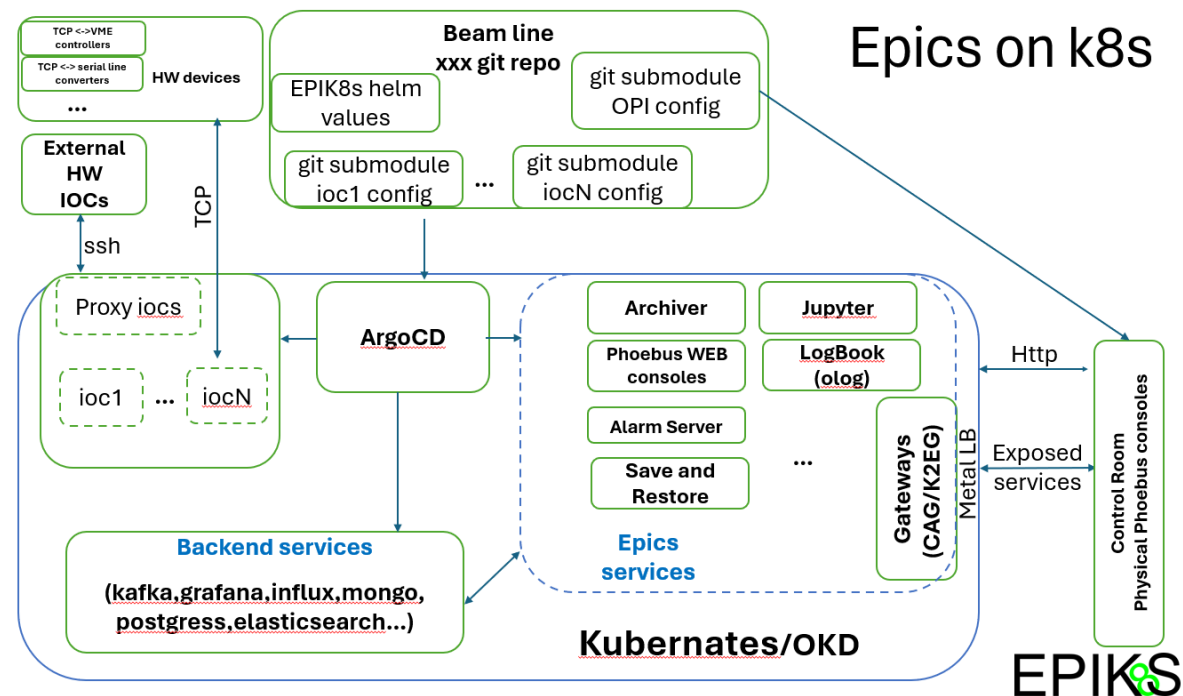 Epics on k8s
TCP <->VME
controllers
TCP <-> serial line
converters
...
HW devices
Beam line
xxx git repo
EPIK8s helm
values
git submodule
OPI config
git submodule
ioc1 config
...
git submodule
iocN config
External
HW
IOCs
TCP
ssh
Proxy iocs
ioc1
...
iocN
ArgoCD
Archiver
Jupyter
Phoebus WEB
consoles
LogBook
(olog)
Alarm Server
Save and
Restore
...
Gateways
(CAG/K2EG)
Metal LB
Epics
services
Http
Exposed
services
Control Room
Physical Phoebus consoles
Backend services
(kafka,grafana,influx,mongo,
postgress,elasticsearch...)
Kubernates/OKD
EPIK8S